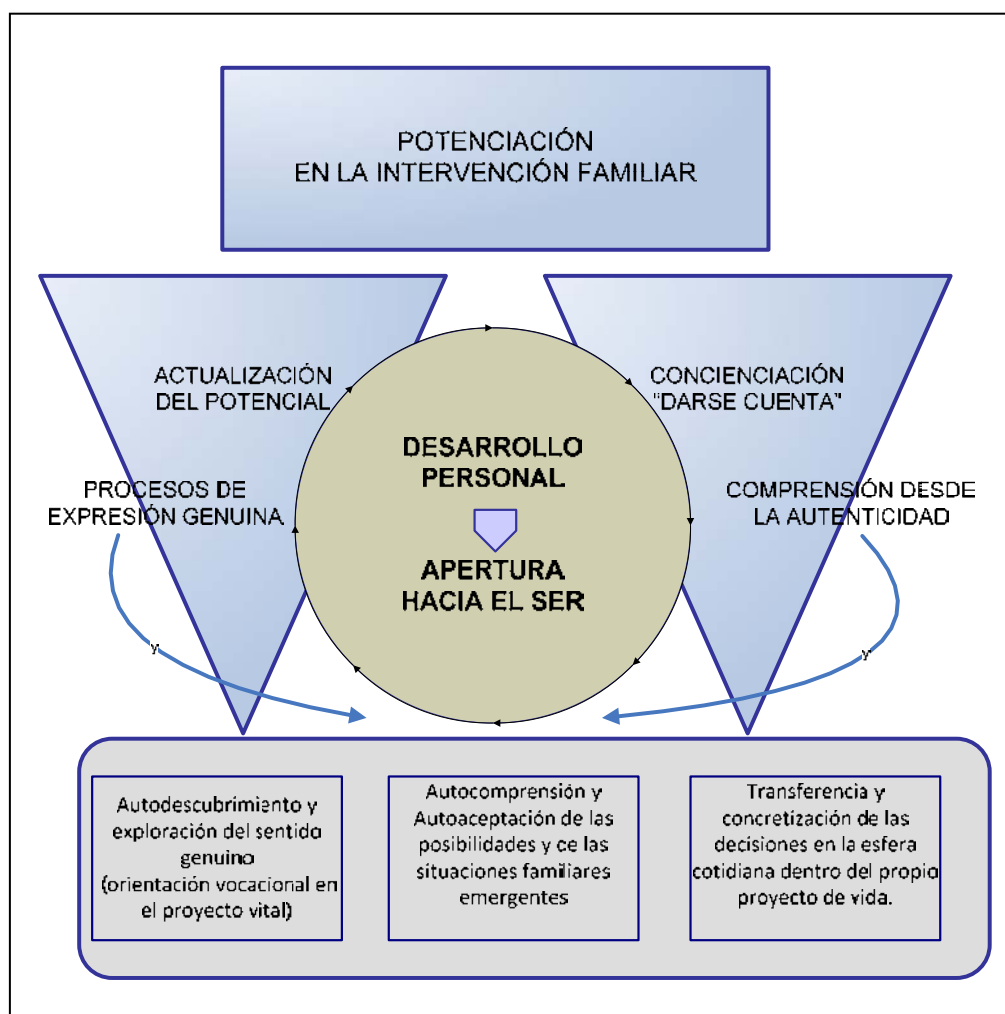 POTENCIACIÓN
EN LA INTERVENCIÓN FAMILIAR
ACTUALIZACIÓN
DEL POTENCIAL
CONCIENCIACIÓN
"DARSE CUENTA"
DESARROLLO
PERSONAL
PROCESOS DE
EXPRESIÓN GENUINA
COMPRENSIÓN DESDE
LA AUTENTICIDAD
APERTURA
HACIA EL SER
y
y
Autodescubrimiento y
exploración del sentido
genuino
(orientación vocacional en
el proyecto vital)
Autocomprensión y
Autoaceptación de las
posibilidades y ce las
situaciones familiares
emergentes
Transferencia y
concretización de las
decisiones en la esfera
cotidiana dentro del propio
proyecto de vida.